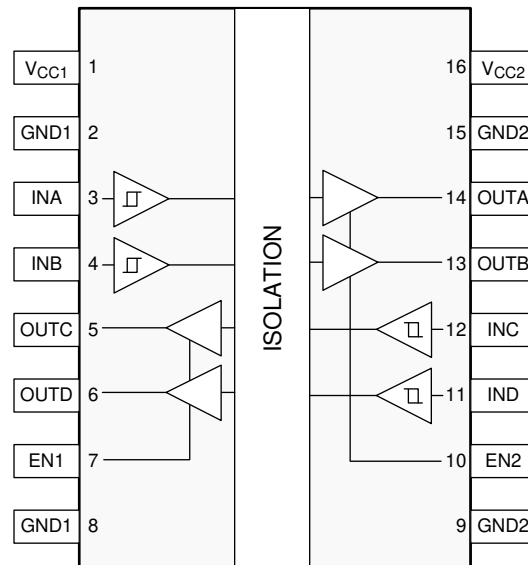 VCC1 1 16 VCC2
GND1 2 15 GND2
INA 3 14 OUTA
INB 4 13 OUTB
OUTC 5 12 INC
OUTD 6 11 IND
EN1 7 10 EN2
GND1 8 9 GND2
ISOLATION